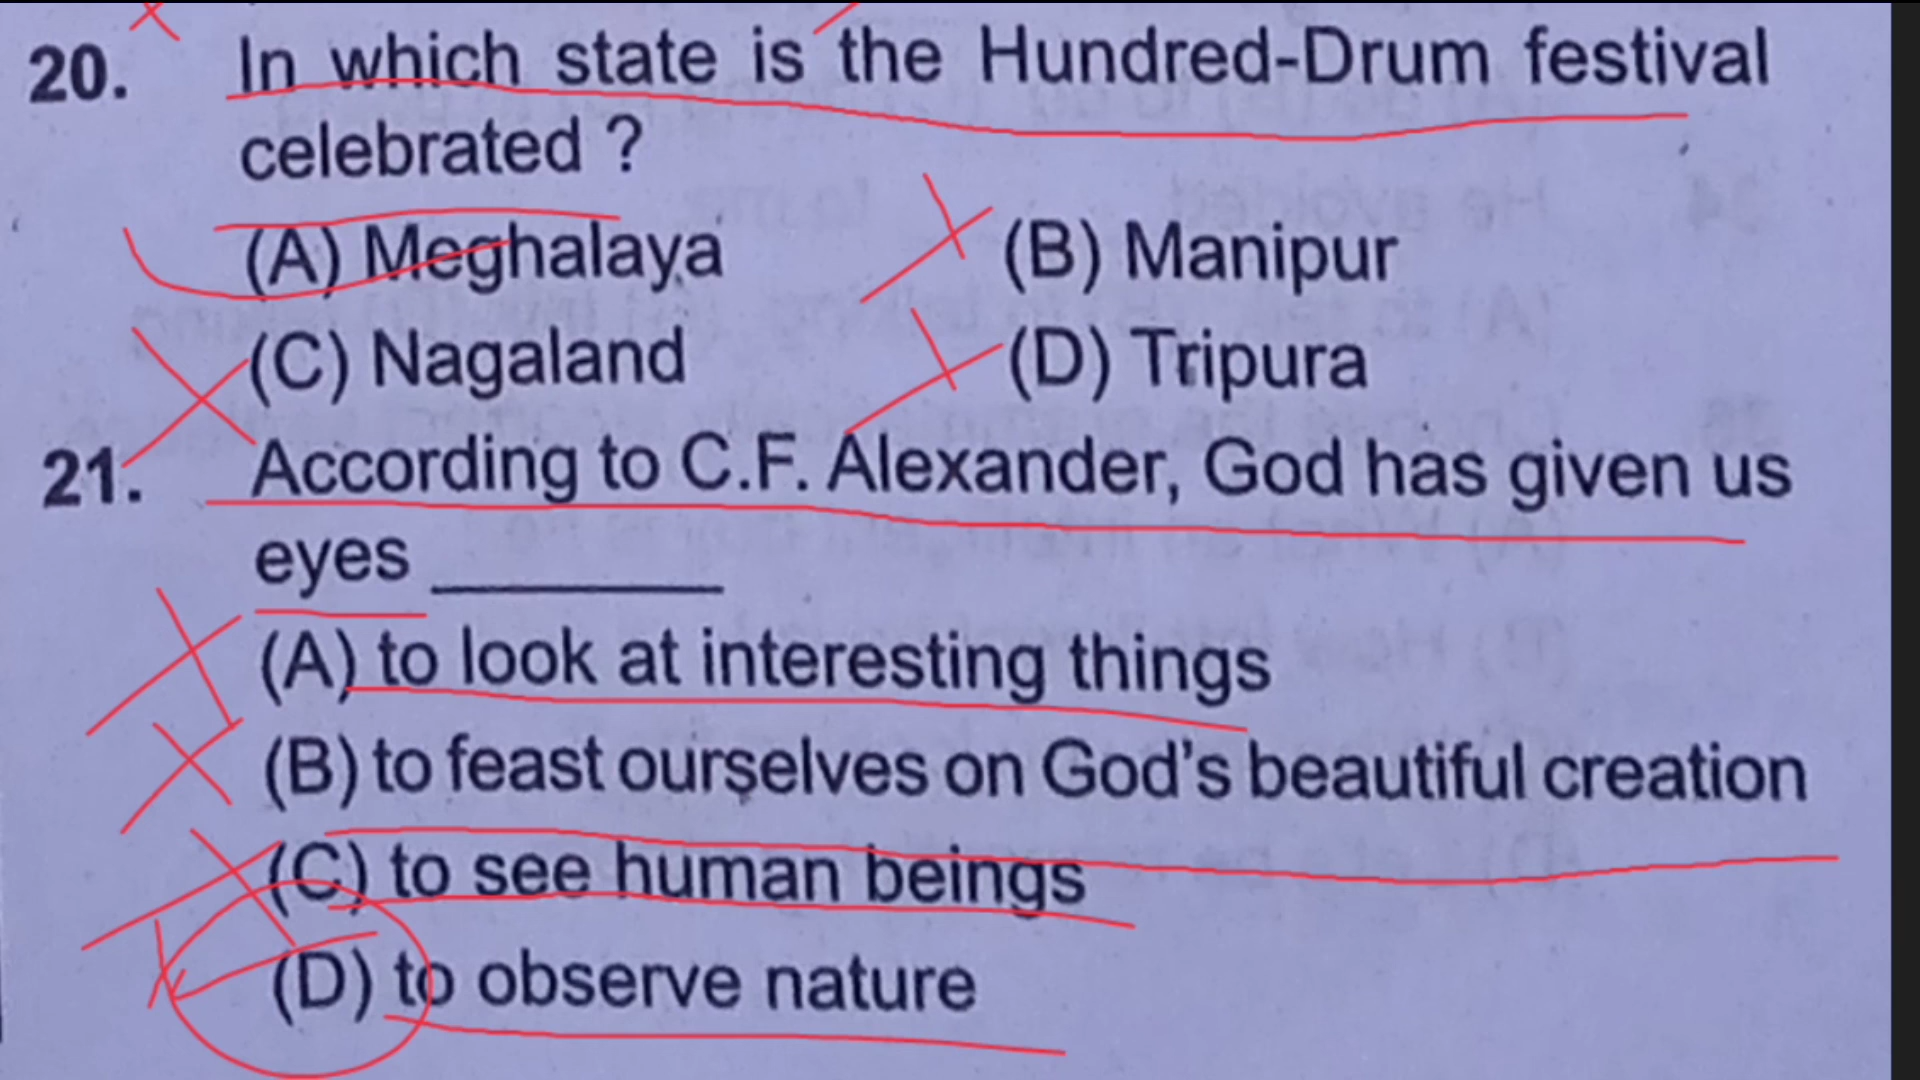 20. In which state is the Hundred-Drum festival
celebrated ?
(A) Meghalaya (B) Manipur
(C) Nagaland (D) Tripura
21. According to C.F. Alexander, God has given us
eyes ________
(A) to look at interesting things
(B) to feast ourselves on God's beautiful creation
(C) to see human beings
(D) to observe nature